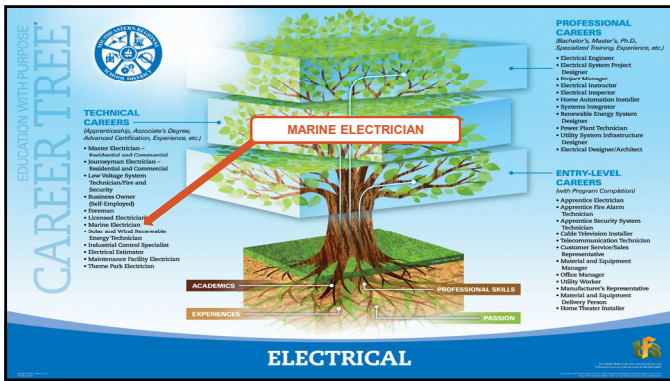 EDUCATION WITH PURPOSE
CAREER TREE
SOUTHEASTERN REGIONAL
SCHOOL DISTRICT
TECHNICAL
CAREERS
(Apprenticeship, Associate's Degree,
Advanced Certification, Experience, etc.)
• Master Electrician –
Residential and Commercial
• Journeyman Electrician –
Residential and Commercial
• Low Voltage System
Technician/Fire and
Security
• Business Owner
(Self-Employed)
• Foreman
• Licensed Electrician
• Marine Electrician
• Solar and Wind Renewable
Energy Technician
• Industrial Control Specialist
• Electrical Estimator
• Maintenance Facility Electrician
• Theme Park Electrician
MARINE ELECTRICIAN
PROFESSIONAL
CAREERS
(Bachelor's, Master's, Ph.D.,
Specialized Training, Experience, etc.)
• Electrical Engineer
• Electrical System Project
Designer
• Project Manager
• Electrical Instructor
• Electrical Inspector
• Home Automation Installer
• Systems Integrator
• Renewable Energy System
Designer
• Power Plant Technician
• Utility System Infrastructure
Designer
• Electrical Designer/Architect
ENTRY-LEVEL
CAREERS
(with Program Completion)
• Apprentice Electrician
• Apprentice Fire Alarm
Technician
• Apprentice Security System
Technician
• Cable Television Installer
• Telecommunication Technician
• Customer Service/Sales
Representative
• Material and Equipment
Manager
• Office Manager
• Utility Worker
• Manufacturer's Representative
• Material and Equipment
Delivery Person
• Home Theater Installer
ACADEMICS
PROFESSIONAL SKILLS
EXPERIENCES
PASSION
ELECTRICAL